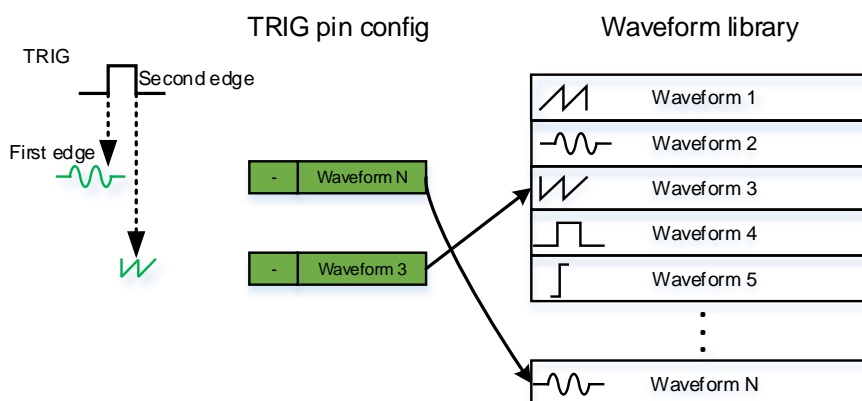 TRIG pin config
Waveform library
TRIG
Second edge
First edge
- Waveform N
- Waveform 3
Waveform 1
Waveform 2
Waveform 3
Waveform 4
Waveform 5
Waveform N